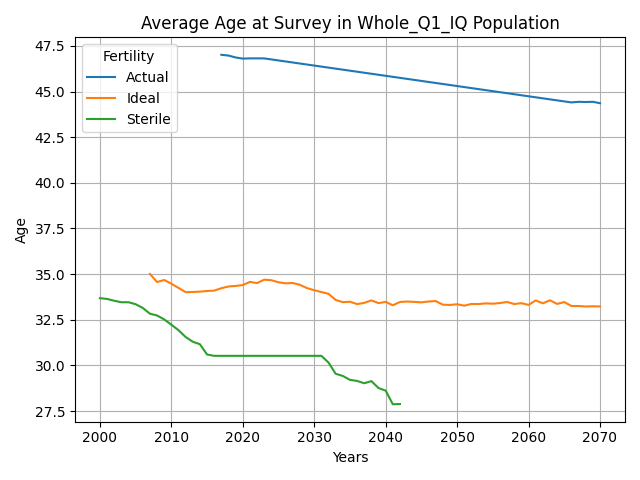 Average Age at Survey in Whole_Q1_IQ Population
Fertility
Actual
Ideal
Sterile
47.5
45.0
42.5
40.0
37.5
35.0
32.5
30.0
27.5
Age
2000 2010 2020 2030 2040 2050 2060 2070
Years